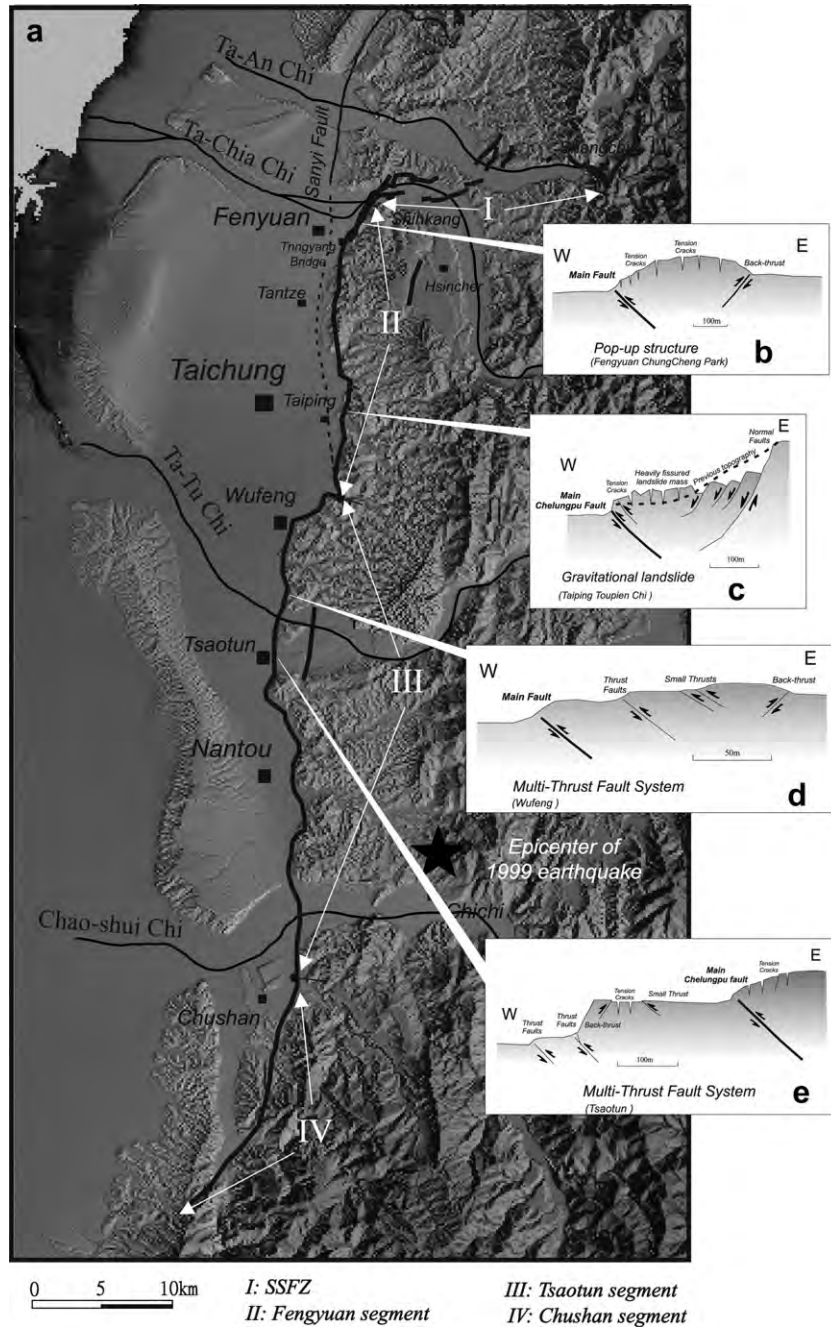 a
Ta-An Chi
Ta-Chia Chi
Sanyi Fault
Fenyuan
Shihkang
I
Thngyang
Bridge
Hsincher
Tantze
II
Taichung
Taiping
Ta-Tu Chi
Wufeng
Tsaotun
III
Nantou
Epicenter of
1999 earthquake
Chichi
Chao-shui Chi
Chushan
IV
W
E
Tension
Cracks
Tension
Cracks
Main Fault
Back-thrust
100m
Pop-up structure
(Fengyuan ChungCheng Park)
b
W
E
Normal
Faults
Previous topography
Heavily fissured
landslide mass
Tension
Cracks
Main
Chelungpu Fault
100m
Gravitational landslide
(Taiping Toupien Chi )
c
W
E
Main Fault
Thrust
Faults
Small Thrusts
Back-thrust
50m
Multi-Thrust Fault System
(Wufeng )
d
E
Main
Chelungpu fault
Tension
Cracks
W
Thrust
Faults
Thrust
Faults
Back-thrust
Tension
Cracks
Small Thrust
100m
Multi-Thrust Fault System
(Tsaotun )
e
0 5 10km
I: SSFZ
II: Fengyuan segment
III: Tsaotun segment
IV: Chushan segment